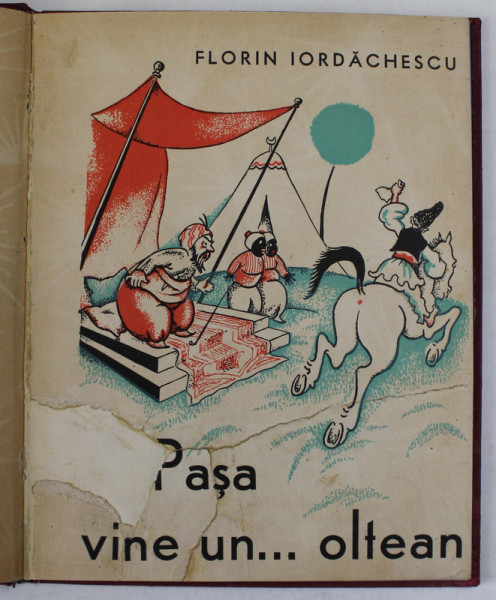 FLORIN IORDĂCHESCU
Pașa
vine un... oltean